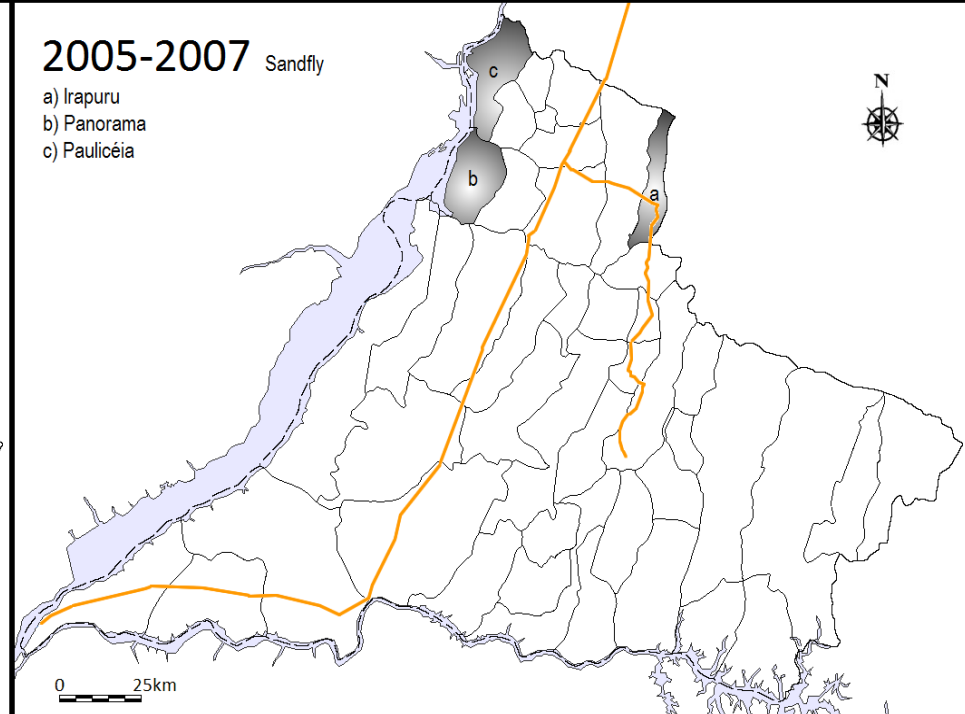 2005-2007 Sandfly
a) Irapuru
b) Panorama
c) Paulicéia
N
c
b
a
0 25km